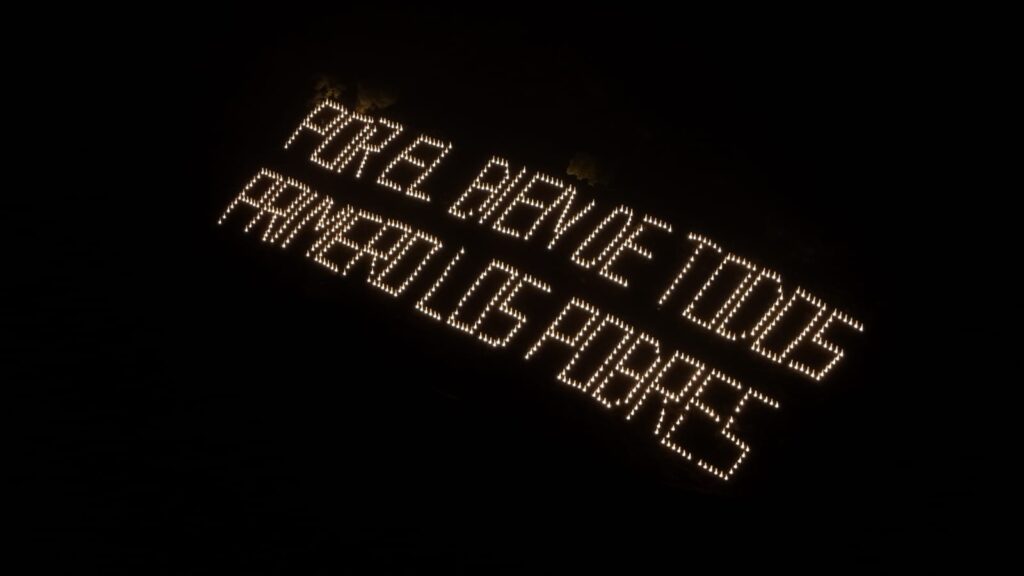 POR EL BIEN DE TODOS
PRIMERO LOS POBRES